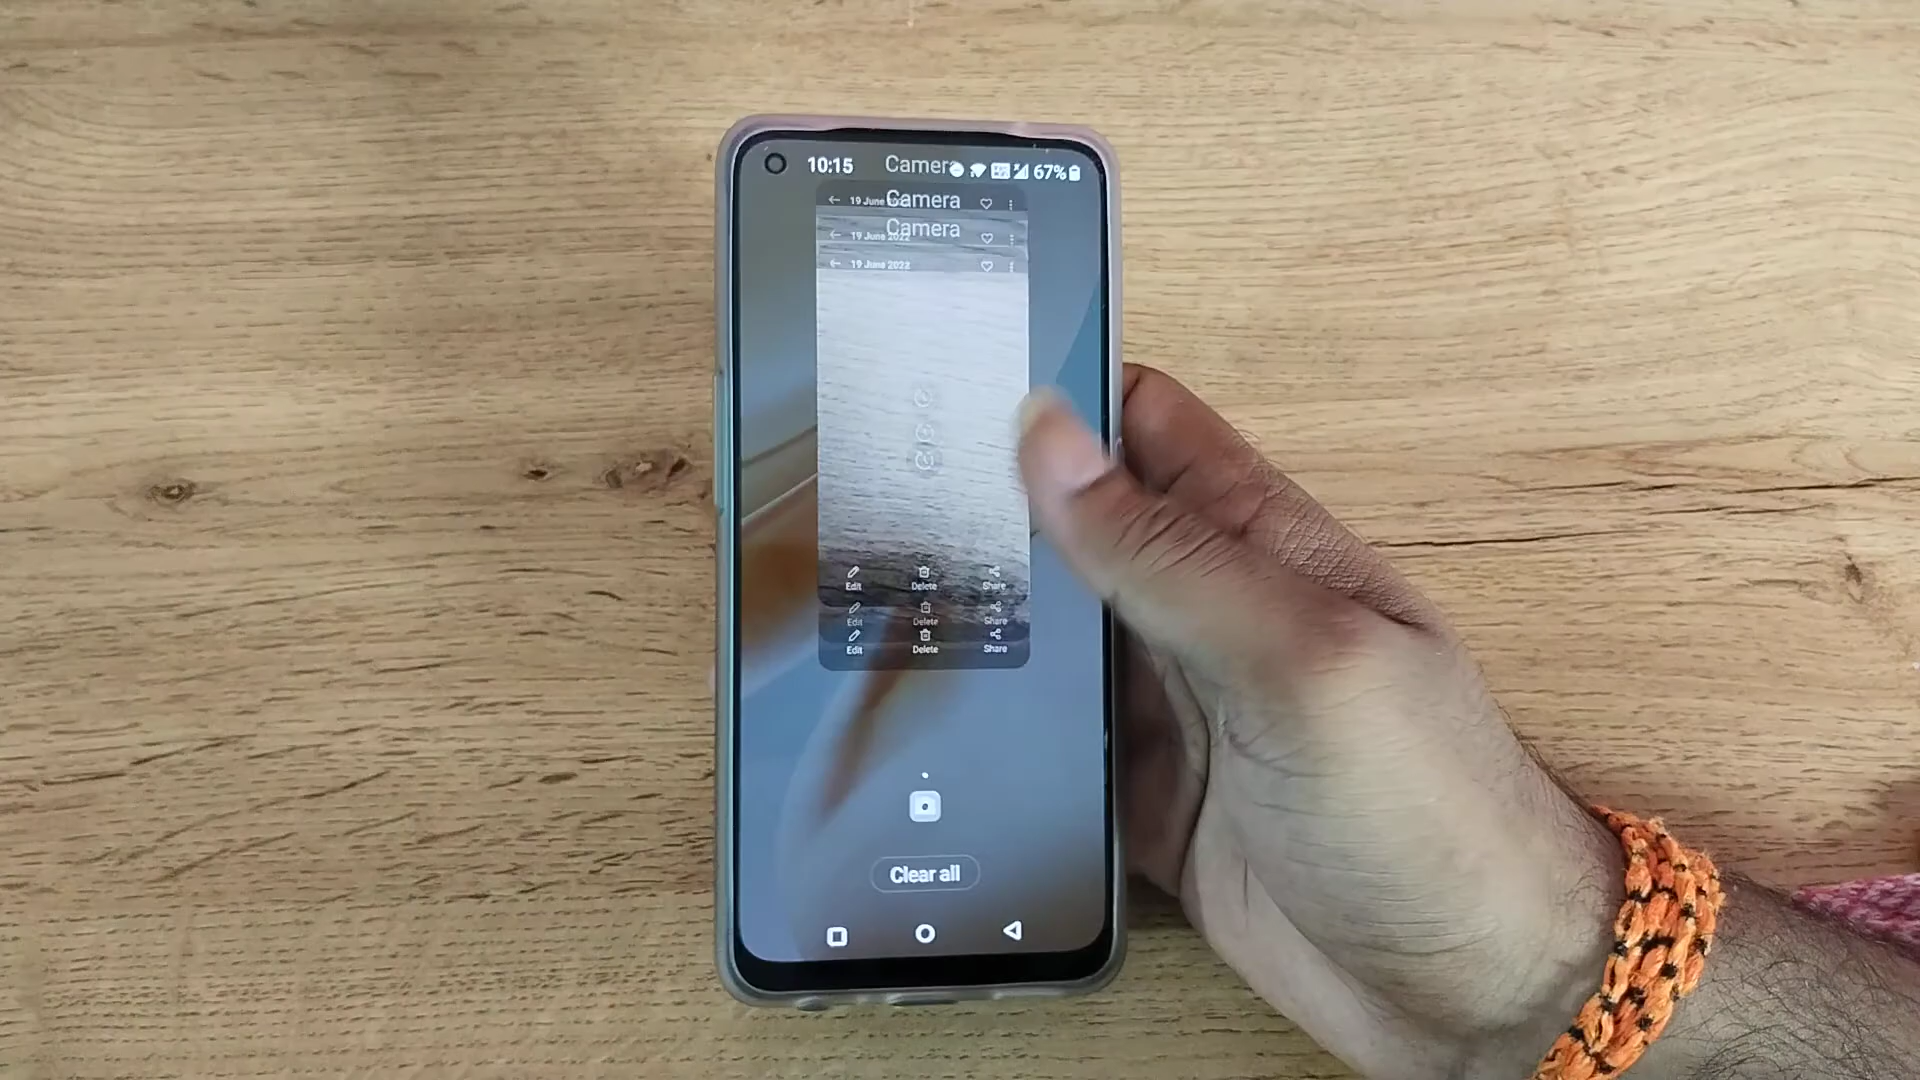 10:15 Camera 67%
19 June Camera
Camera
19 June 2022
19 June 2022
Edit Delete Share
Edit Delete Share
Edit Delete Share
Clear all